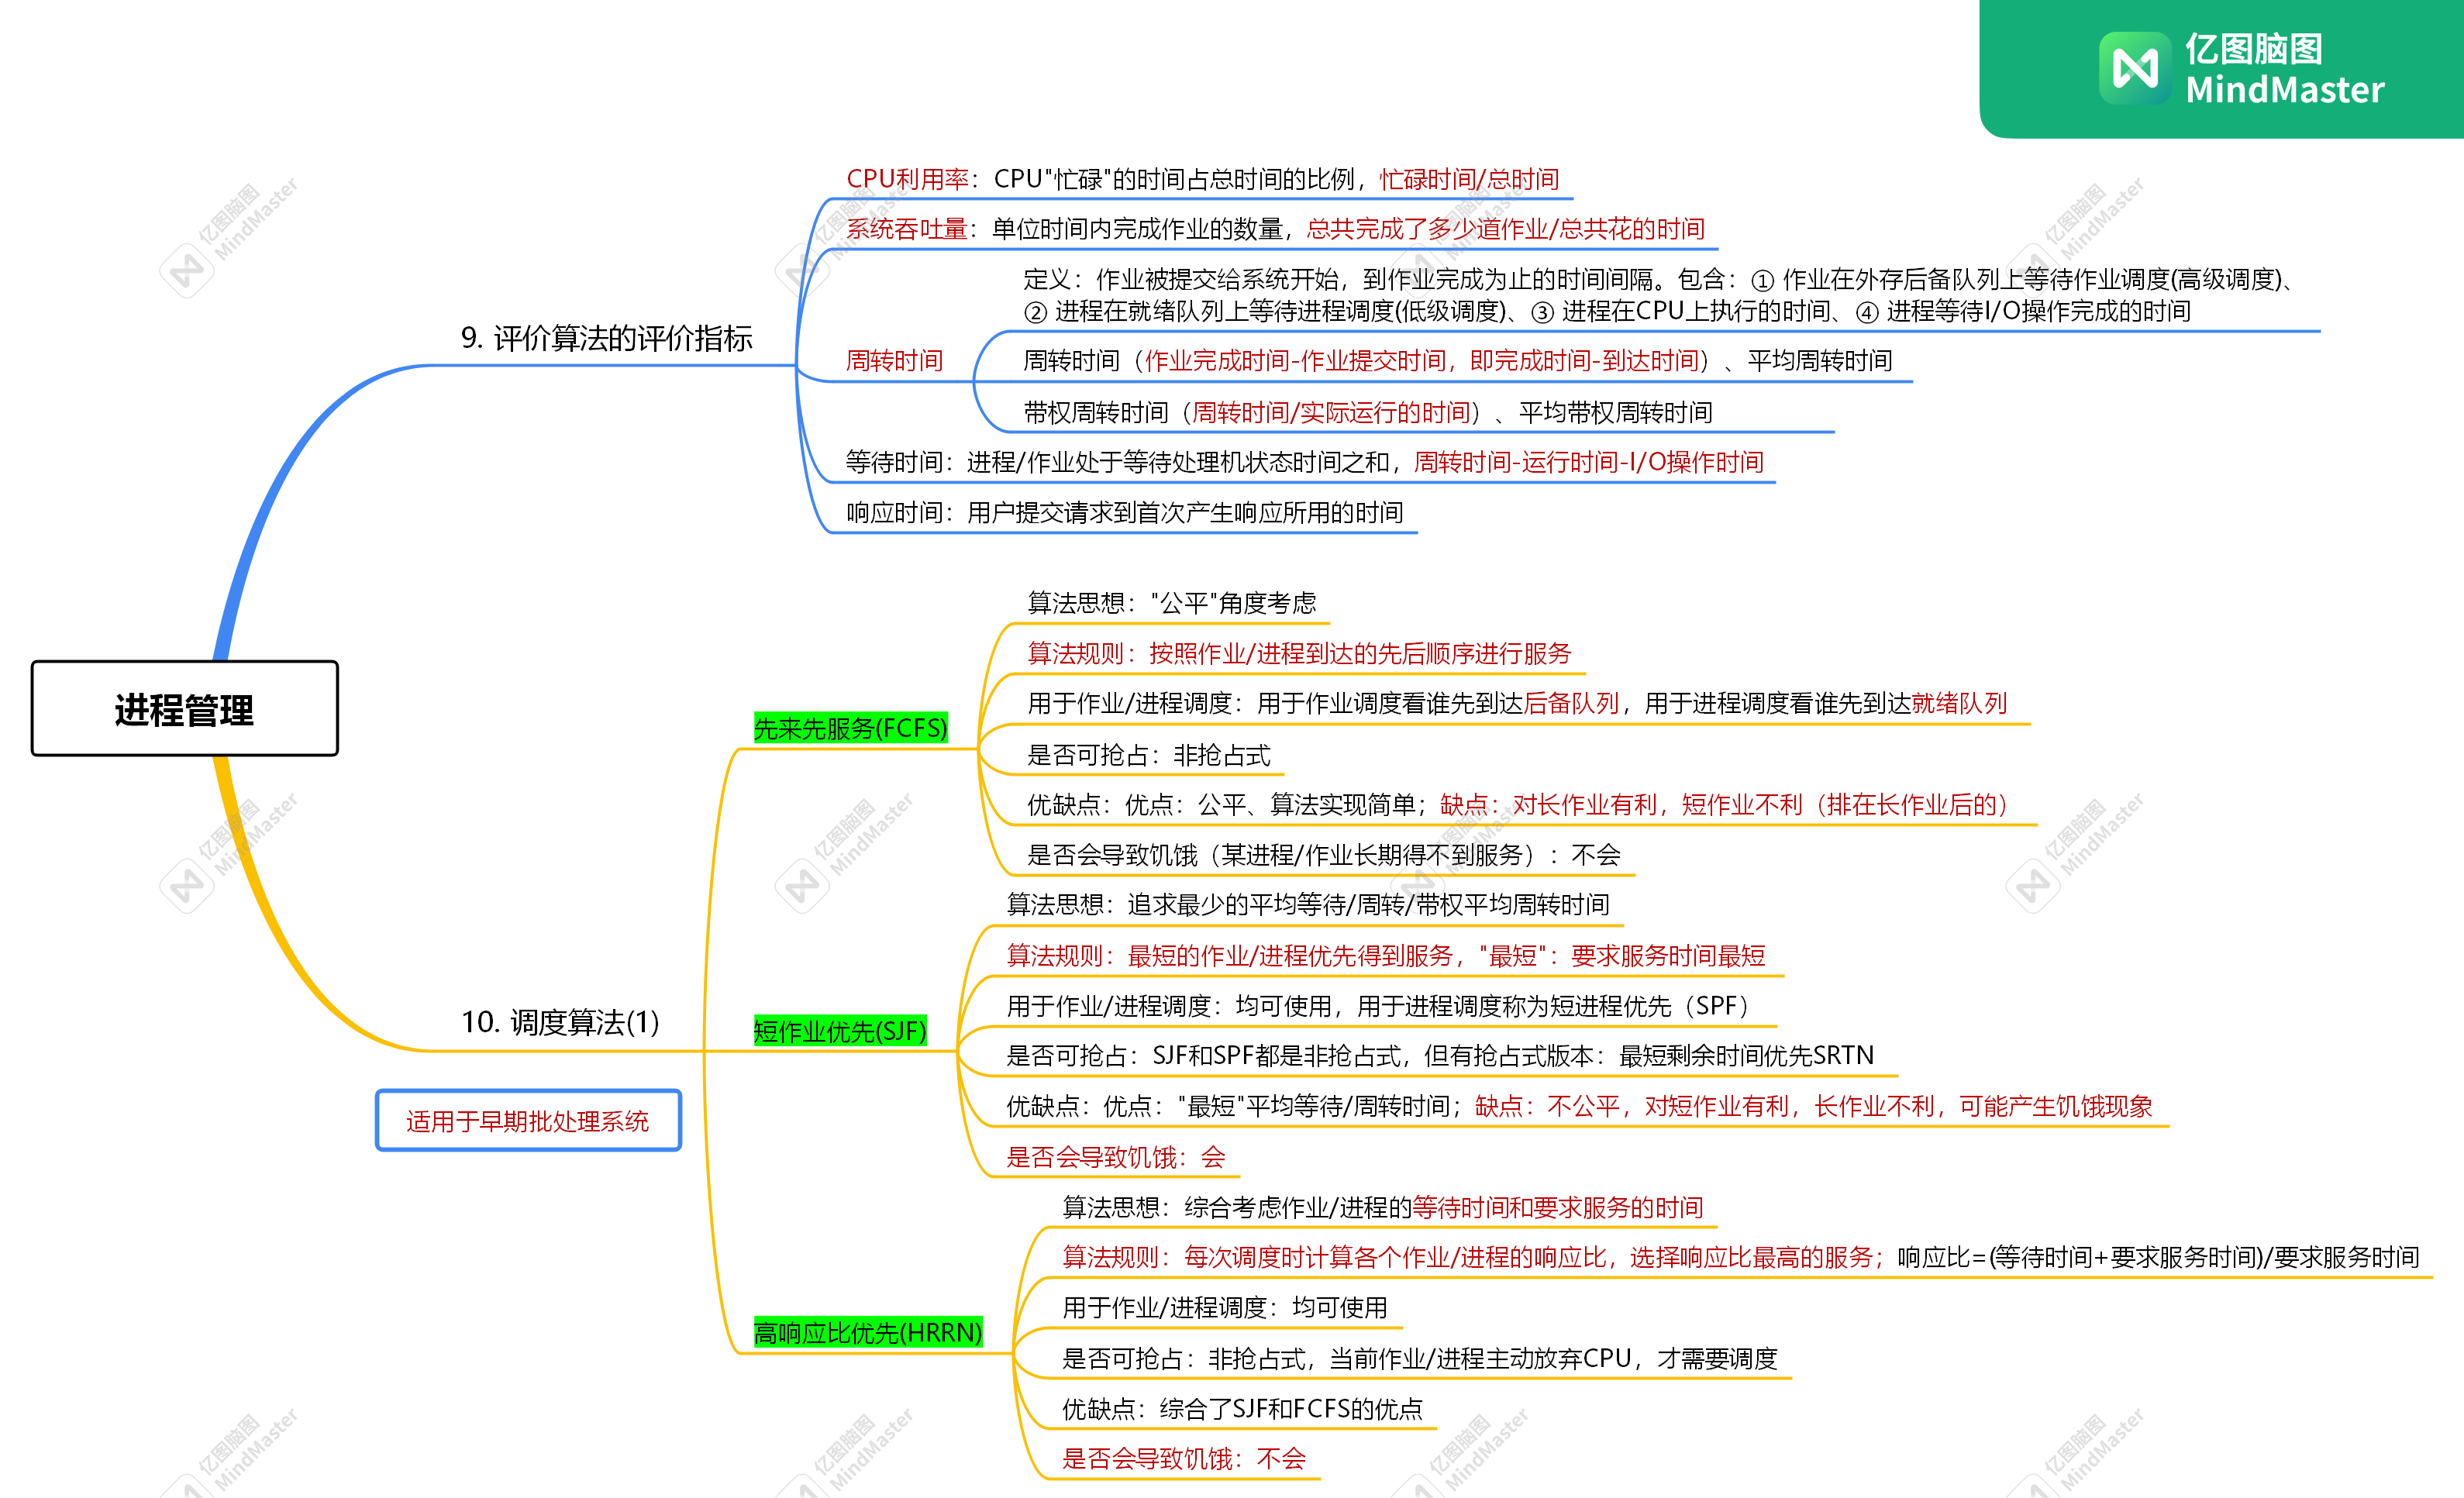 亿图脑图
MindMaster
CPU利用率：CPU"忙碌"的时间占总时间的比例，忙碌时间/总时间
系统吞吐量：单位时间内完成作业的数量，总共完成了多少道作业/总共花的时间
定义：作业被提交给系统开始，到作业完成为止的时间间隔。包含：① 作业在外存后备队列上等待作业调度(高级调度)、
② 进程在就绪队列上等待进程调度(低级调度)、③ 进程在CPU上执行的时间、④ 进程等待I/O操作完成的时间
9. 评价算法的评价指标
周转时间
周转时间（作业完成时间-作业提交时间，即完成时间-到达时间）、平均周转时间
带权周转时间（周转时间/实际运行的时间）、平均带权周转时间
等待时间：进程/作业处于等待处理机状态时间之和，周转时间-运行时间-I/O操作时间
响应时间：用户提交请求到首次产生响应所用的时间
进程管理
算法思想："公平"角度考虑
算法规则：按照作业/进程到达的先后顺序进行服务
用于作业/进程调度：用于作业调度看谁先到达后备队列，用于进程调度看谁先到达就绪队列
先来先服务(FCFS)
是否可抢占：非抢占式
优缺点：优点：公平、算法实现简单；缺点：对长作业有利，短作业不利（排在长作业后的）
是否会导致饥饿（某进程/作业长期得不到服务）：不会
算法思想：追求最少的平均等待/周转/带权平均周转时间
算法规则：最短的作业/进程优先得到服务，"最短"：要求服务时间最短
用于作业/进程调度：均可使用，用于进程调度称为短进程优先（SPF）
10. 调度算法(1)
短作业优先(SJF)
是否可抢占：SJF和SPF都是非抢占式，但有抢占式版本：最短剩余时间优先SRTN
优缺点：优点："最短"平均等待/周转时间；缺点：不公平，对短作业有利，长作业不利，可能产生饥饿现象
适用于早期批处理系统
是否会导致饥饿：会
算法思想：综合考虑作业/进程的等待时间和要求服务的时间
算法规则：每次调度时计算各个作业/进程的响应比，选择响应比最高的服务；响应比=(等待时间+要求服务时间)/要求服务时间
用于作业/进程调度：均可使用
高响应比优先(HRRN)
是否可抢占：非抢占式，当前作业/进程主动放弃CPU，才需要调度
优缺点：综合了SJF和FCFS的优点
是否会导致饥饿：不会